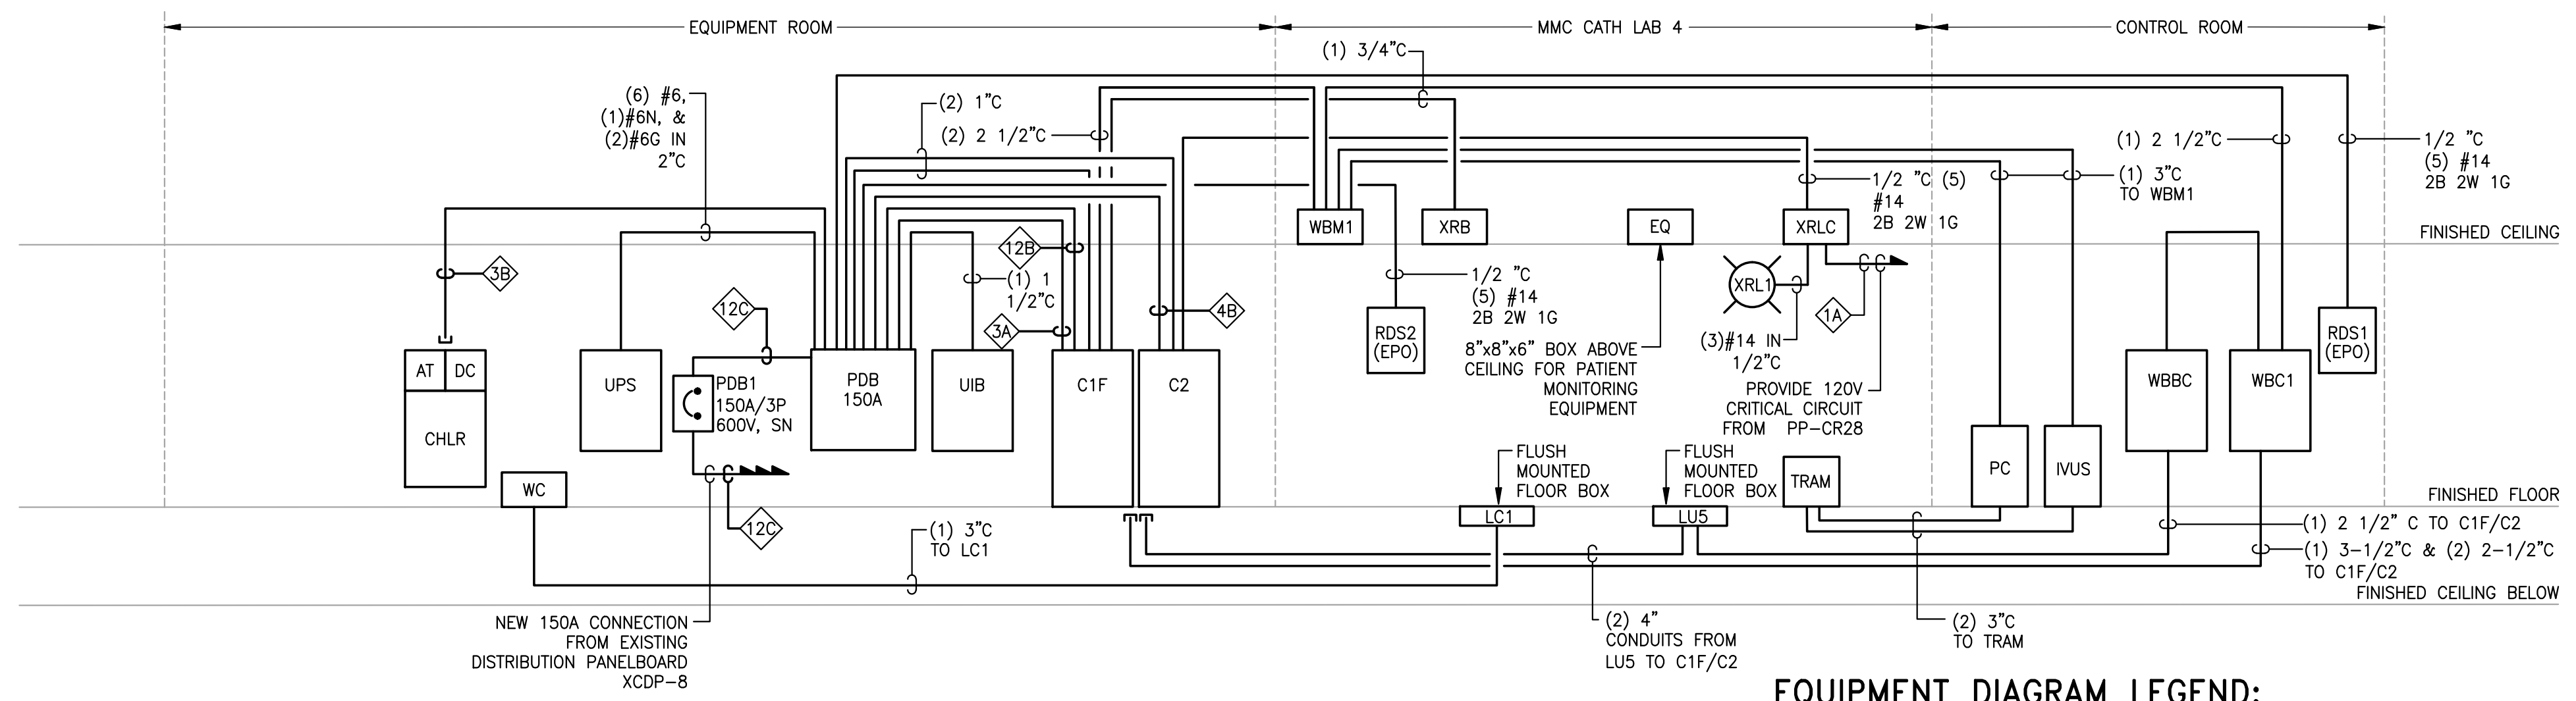 EQUIPMENT ROOM
MMC CATH LAB 4
CONTROL ROOM
(1) 3/4"C
(6) #6,
(1)#6N, &
(2)#6G IN
2"C
(2) 1"C
(2) 2 1/2"C
(1) 2 1/2"C
1/2 "C
(5) #14
2B 2W 1G
(1) 3"C
TO WBM1
1/2 "C (5)
#14
2B 2W 1G
WBM1
XRB
EQ
XRLC
FINISHED CEILING
12B
3B
(1) 1
1/2"C
12C
3A
4B
1/2 "C
(5) #14
2B 2W 1G
XRL1
1A
RDS2
(EPO)
RDS1
(EPO)
8"x8"x6" BOX ABOVE
CEILING FOR PATIENT
MONITORING
EQUIPMENT
(3)#14 IN
1/2"C
PROVIDE 120V
CRITICAL CIRCUIT
FROM PP-CR28
AT
DC
CHLR
UPS
PDB1
150A/3P
600V, SN
PDB
150A
UIB
C1F
C2
WBBC
WBC1
WC
12C
FLUSH
MOUNTED
FLOOR BOX
FLUSH
MOUNTED
FLOOR BOX
TRAM
PC
IVUS
FINISHED FLOOR
LC1
LU5
(1) 3"C
TO LC1
(1) 2 1/2" C TO C1F/C2
(1) 3-1/2"C & (2) 2-1/2"C
TO C1F/C2
FINISHED CEILING BELOW
NEW 150A CONNECTION
FROM EXISTING
DISTRIBUTION PANELBOARD
XCDP-8
(2) 4"
CONDUITS FROM
LU5 TO C1F/C2
(2) 3"C
TO TRAM
EQUIPMENT DIAGRAM LEGEND: